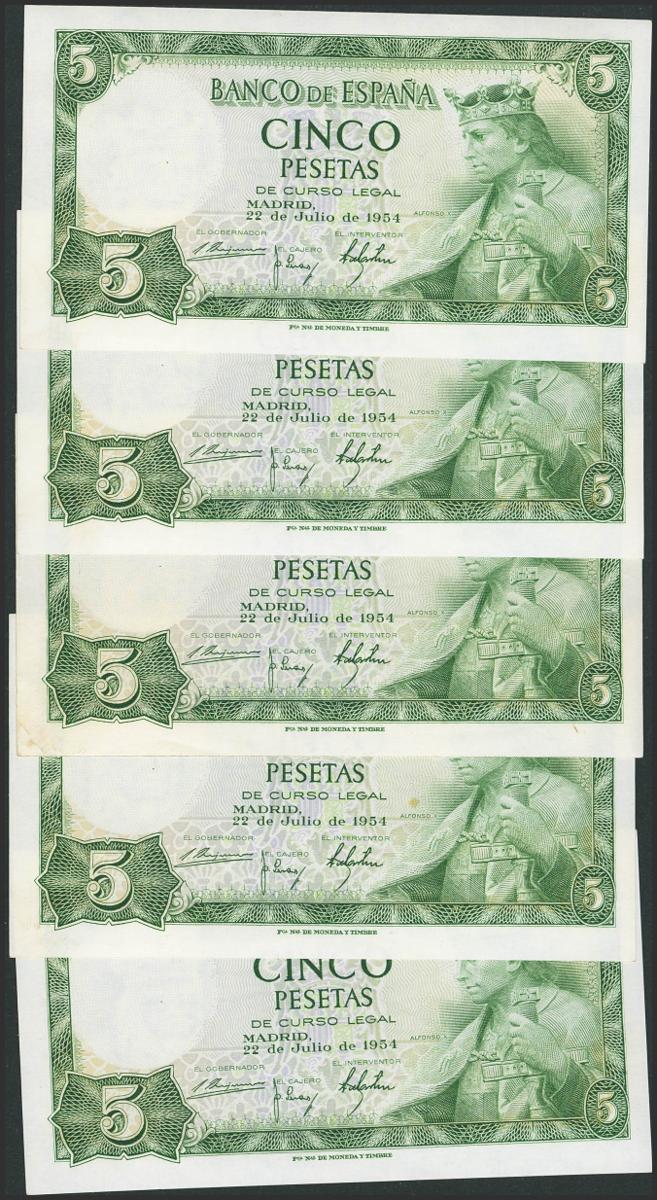 5 5
BANCO DE ESPAÑA
CINCO
PESETAS
DE CURSO LEGAL
MADRID,
22 de Julio de 1954
ALFONSO X
EL GOBERNADOR EL CAJERO EL INTERVENTOR
5 5
Fca. Nal. DE MONEDA Y TIMBRE
PESETAS
DE CURSO LEGAL
MADRID,
22 de Julio de 1954
ALFONSO X
EL GOBERNADOR EL CAJERO EL INTERVENTOR
5 5
Fca. Nal. DE MONEDA Y TIMBRE
PESETAS
DE CURSO LEGAL
MADRID,
22 de Julio de 1954
ALFONSO X
EL GOBERNADOR EL CAJERO EL INTERVENTOR
5 5
Fca. Nal. DE MONEDA Y TIMBRE
PESETAS
DE CURSO LEGAL
MADRID,
22 de Julio de 1954
ALFONSO X
EL GOBERNADOR EL CAJERO EL INTERVENTOR
5 5
Fca. Nal. DE MONEDA Y TIMBRE
CINCO
PESETAS
DE CURSO LEGAL
MADRID,
22 de Julio de 1954
ALFONSO X
EL GOBERNADOR EL CAJERO EL INTERVENTOR
5 5
Fca. Nal. DE MONEDA Y TIMBRE